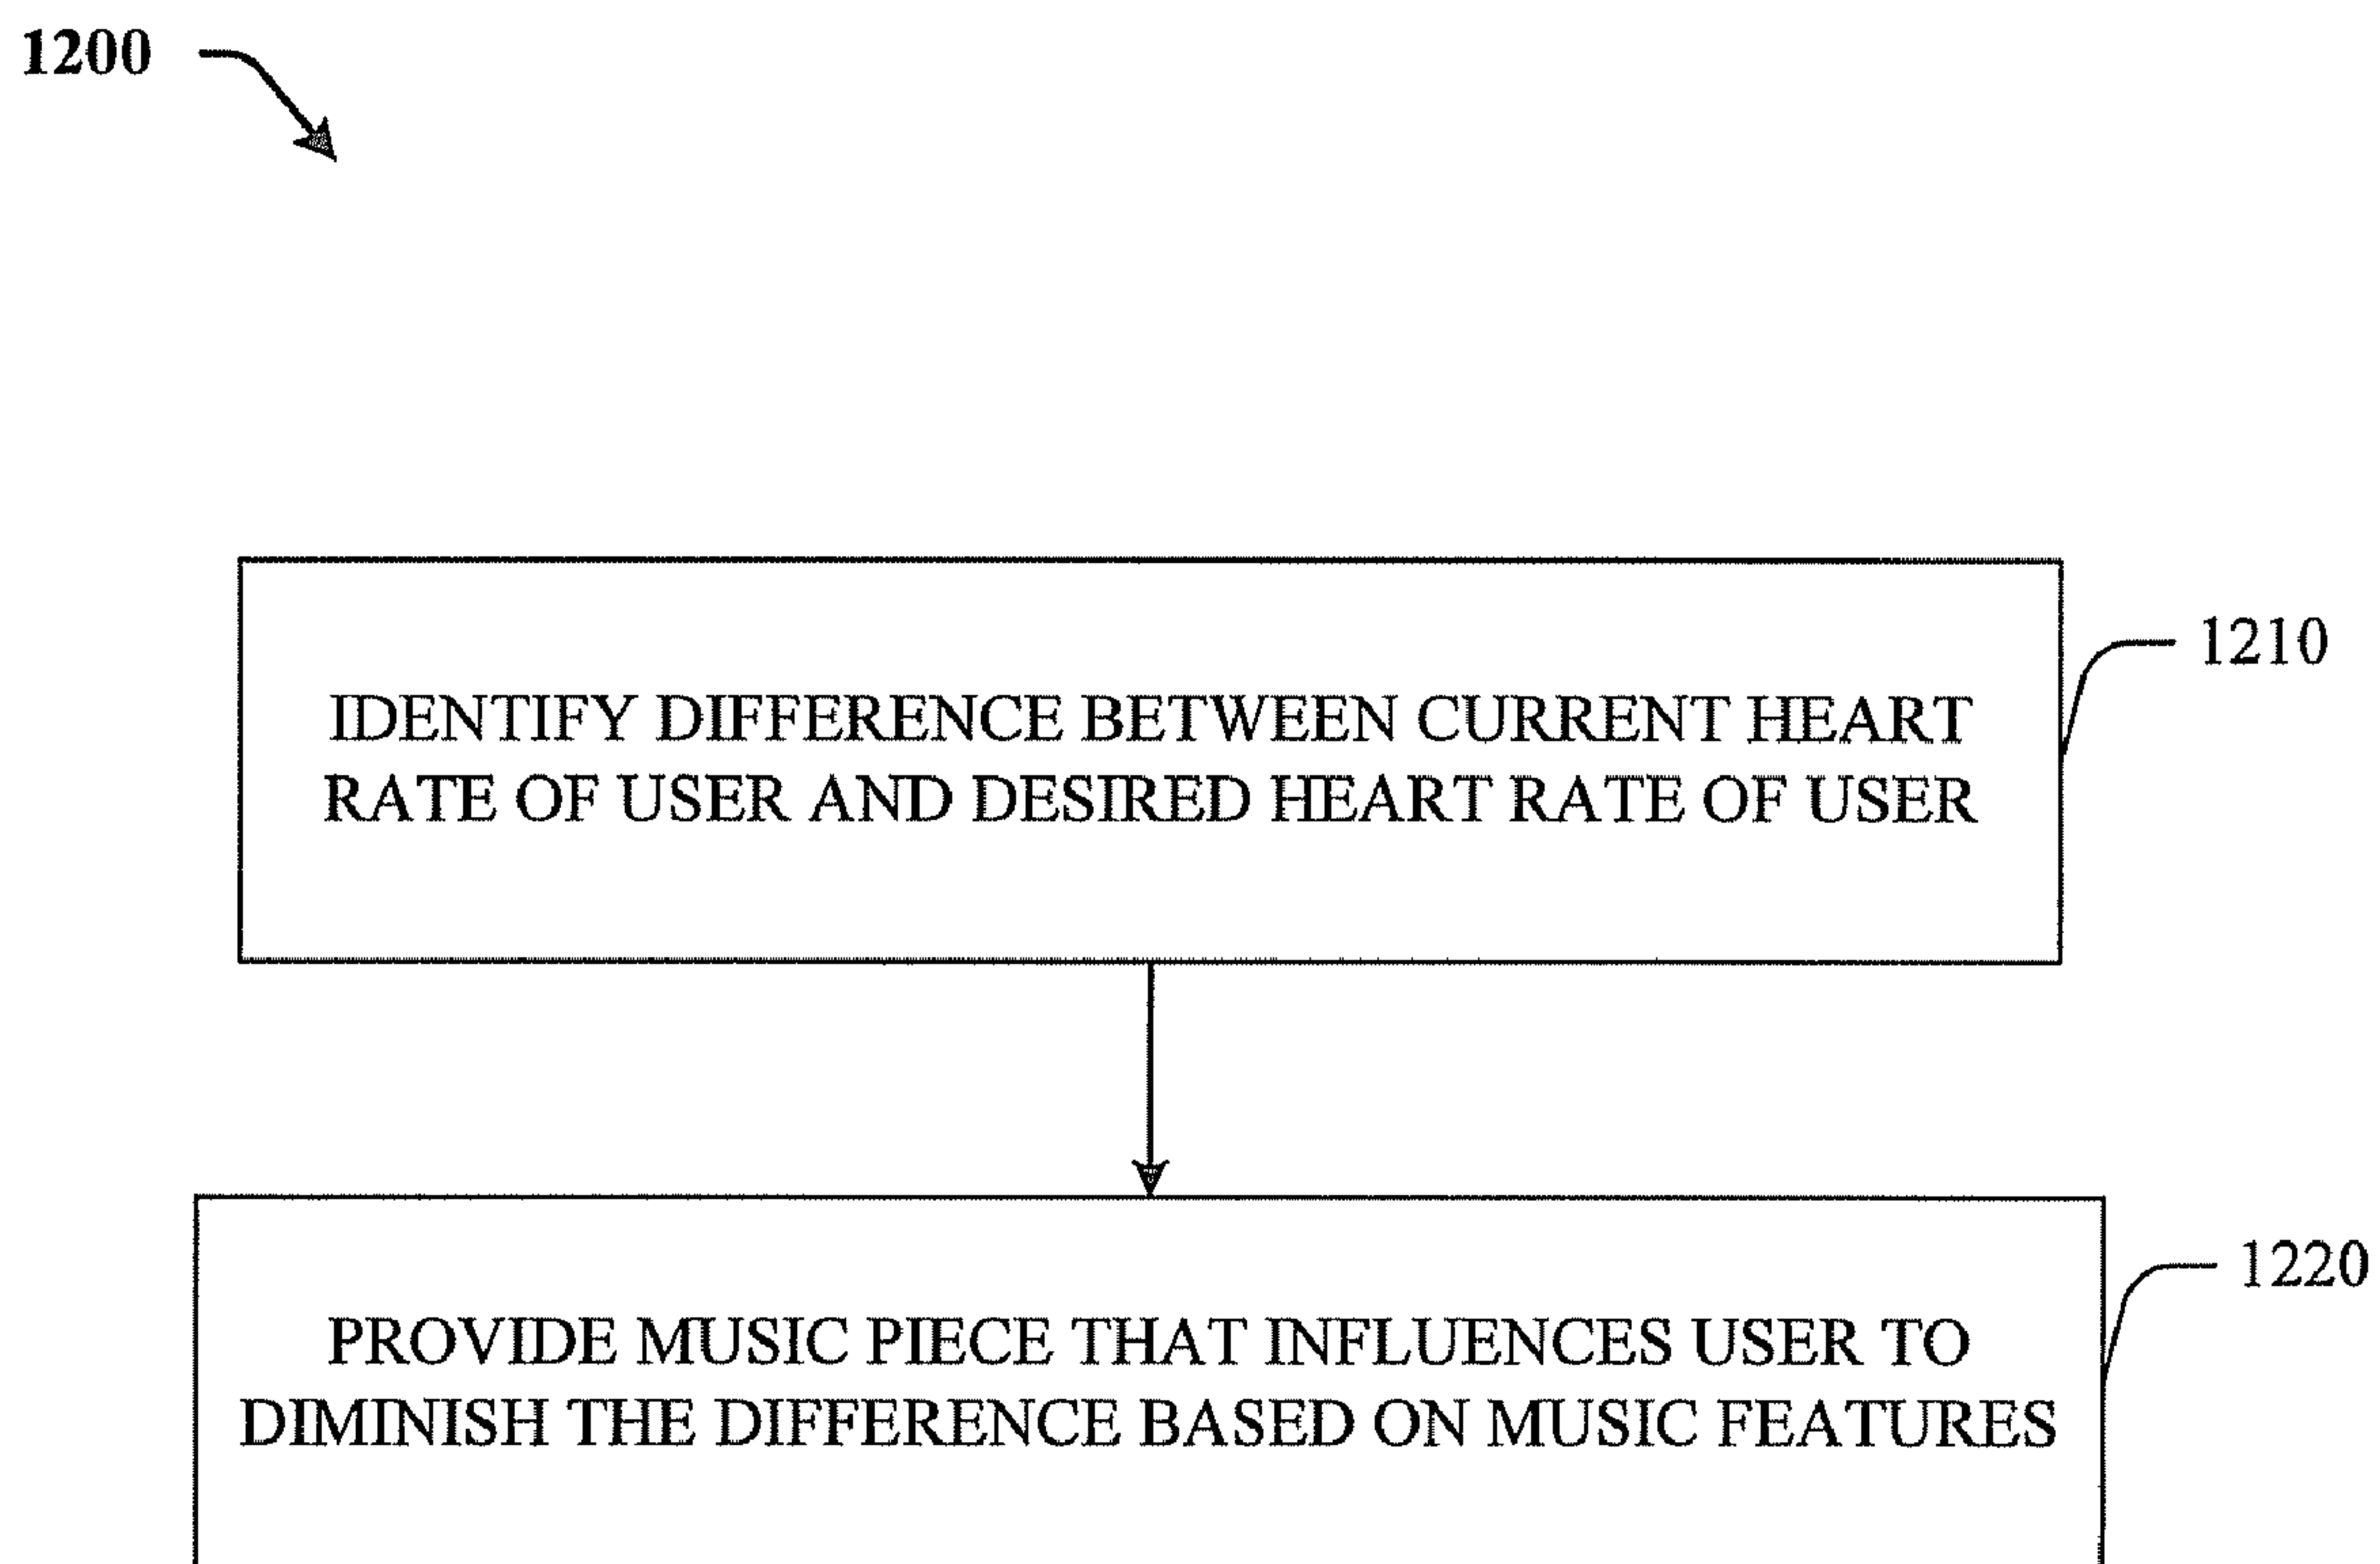 1200
1210
IDENTIFY DIFFERENCE BETWEEN CURRENT HEART
RATE OF USER AND DESIRED HEART RATE OF USER
1220
PROVIDE MUSIC PIECE THAT INFLUENCES USER TO
DIMINISH THE DIFFERENCE BASED ON MUSIC FEATURES